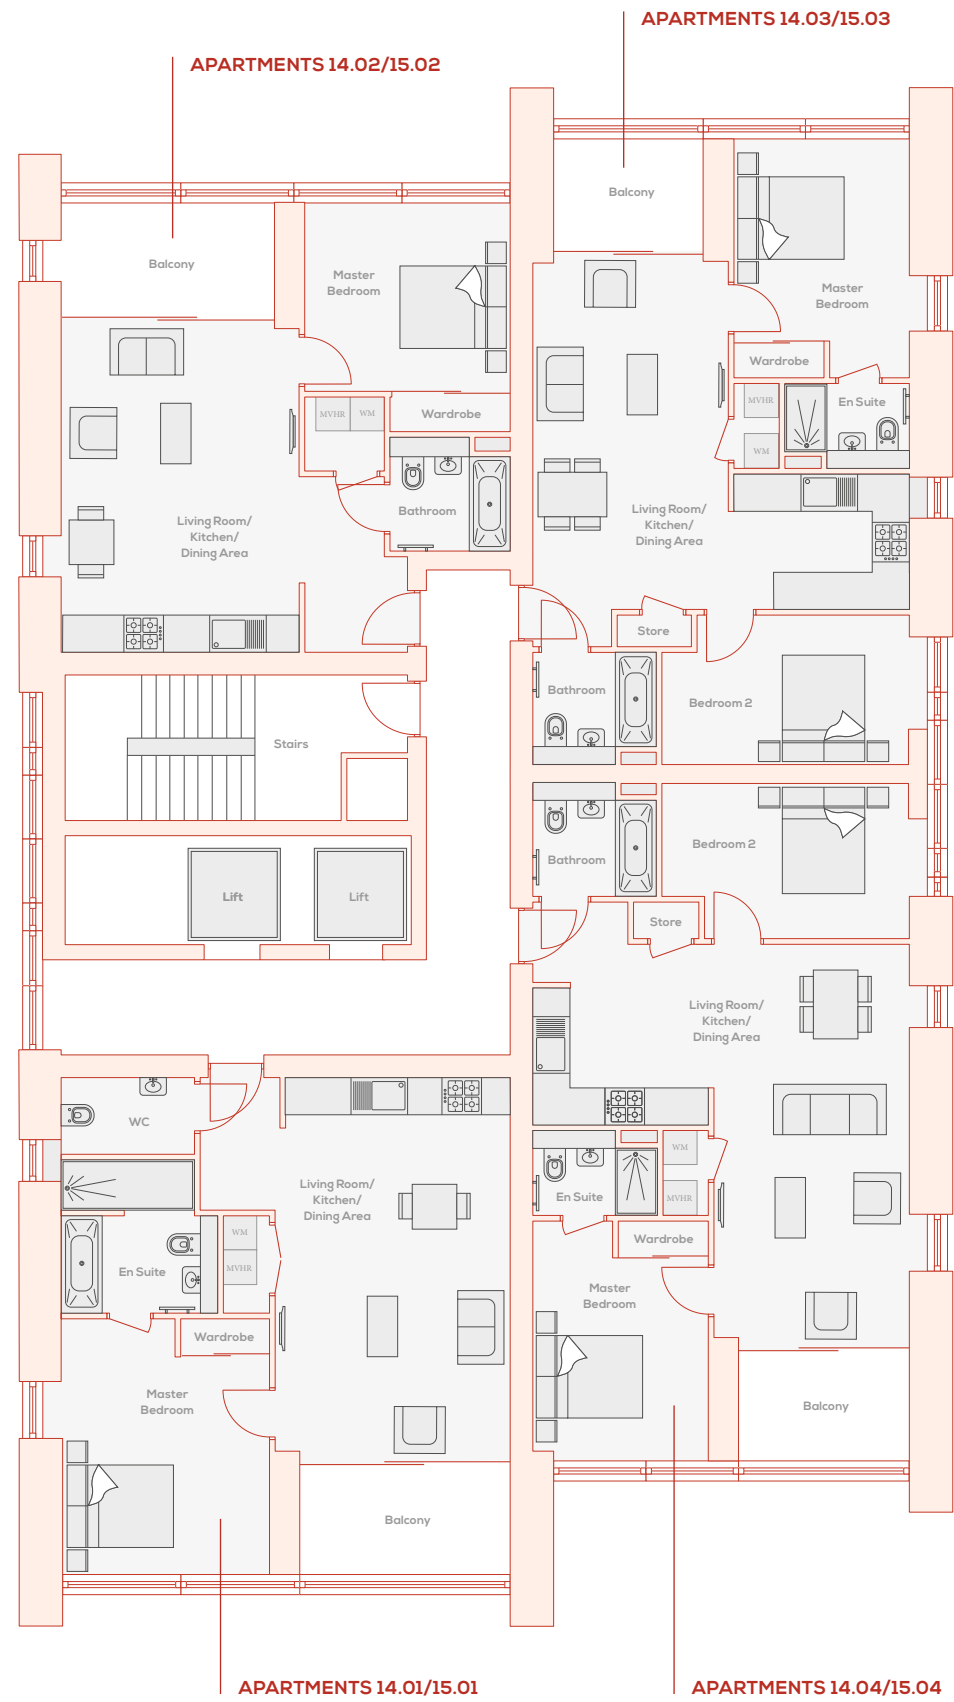 APARTMENTS 14.03/15.03
APARTMENTS 14.02/15.02
Balcony
Balcony
Master
Bedroom
Master
Bedroom
Wardrobe
MVHR
En Suite
MVHR
WM
Wardrobe
WM
Bathroom
Living Room/
Kitchen/
Dining Area
Living Room/
Kitchen/
Dining Area
Store
Bathroom
Bedroom 2
Stairs
Bedroom 2
Bathroom
Lift
Lift
Store
Living Room/
Kitchen/
Dining Area
WC
WM
Living Room/
Kitchen/
Dining Area
En Suite
MVHR
WM
Wardrobe
MVHR
En Suite
Master
Bedroom
Wardrobe
Master
Bedroom
Balcony
Balcony
APARTMENTS 14.01/15.01
APARTMENTS 14.04/15.04